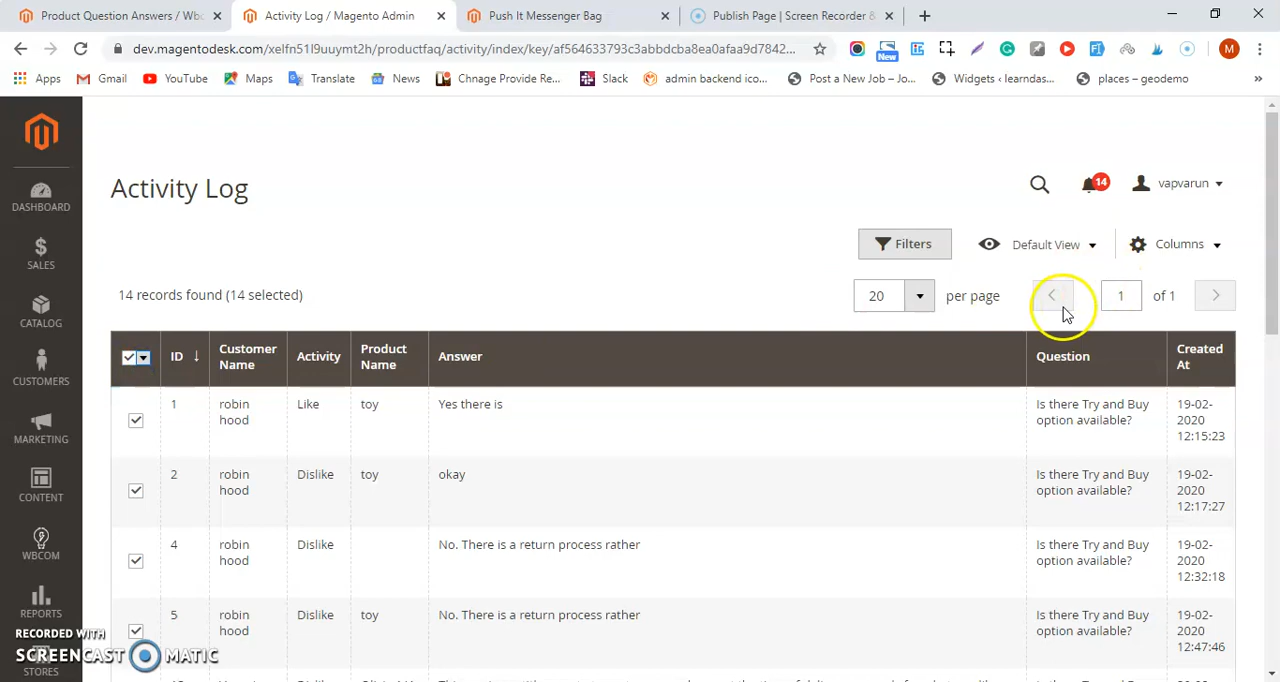 Product Question Answers / Wbc
Activity Log / Magento Admin
Push It Messenger Bag
Publish Page | Screen Recorder &
dev.magentodesk.com/xelfn51l9uuymt2h/productfaq/activity/index/key/af564633793c3abbdcba8ea0afaa9d7842...
New
M
Apps
Gmail
YouTube
Maps
Translate
News
Chnage Provide Re...
Slack
admin backend ico...
Post a New Job – Jo...
Widgets ‹ learndas...
places – geodemo
»
DASHBOARD
SALES
CATALOG
CUSTOMERS
MARKETING
CONTENT
WBCOM
REPORTS
STORES
Activity Log
14
vapvarun
Filters
Default View
Columns
14 records found (14 selected)
20
per page
1
of 1
ID ↓
Customer Name
Activity
Product Name
Answer
Question
Created At
1
robin hood
Like
toy
Yes there is
Is there Try and Buy option available?
19-02-2020 12:15:23
2
robin hood
Dislike
toy
okay
Is there Try and Buy option available?
19-02-2020 12:17:27
4
robin hood
Dislike
No. There is a return process rather
Is there Try and Buy option available?
19-02-2020 12:32:18
5
robin hood
Dislike
toy
No. There is a return process rather
Is there Try and Buy option available?
19-02-2020 12:47:46
RECORDED WITH
SCREENCAST MATIC